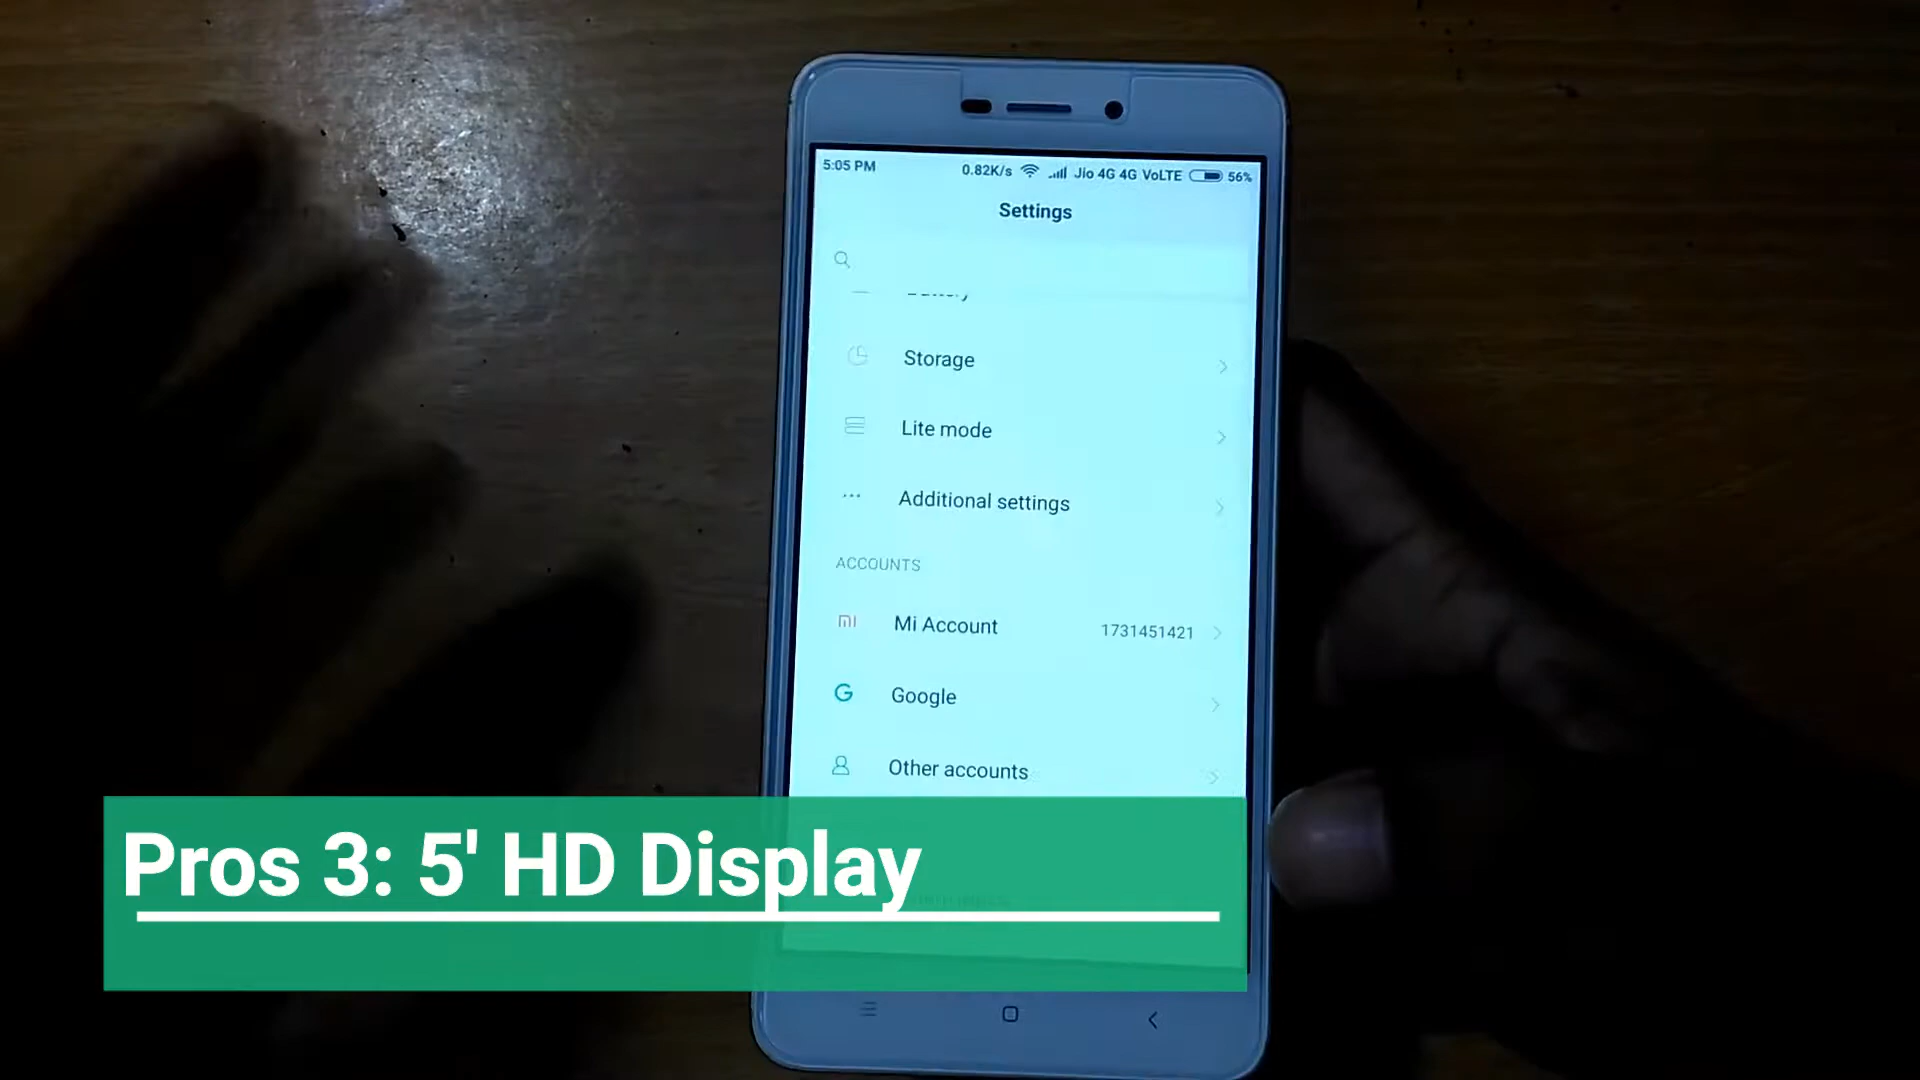 5:05 PM 0.82K/s Jio 4G 4G VoLTE 56%
Settings
Storage
Lite mode
Additional settings
ACCOUNTS
mi Mi Account 1731451421
G Google
Other accounts
Pros 3: 5' HD Display